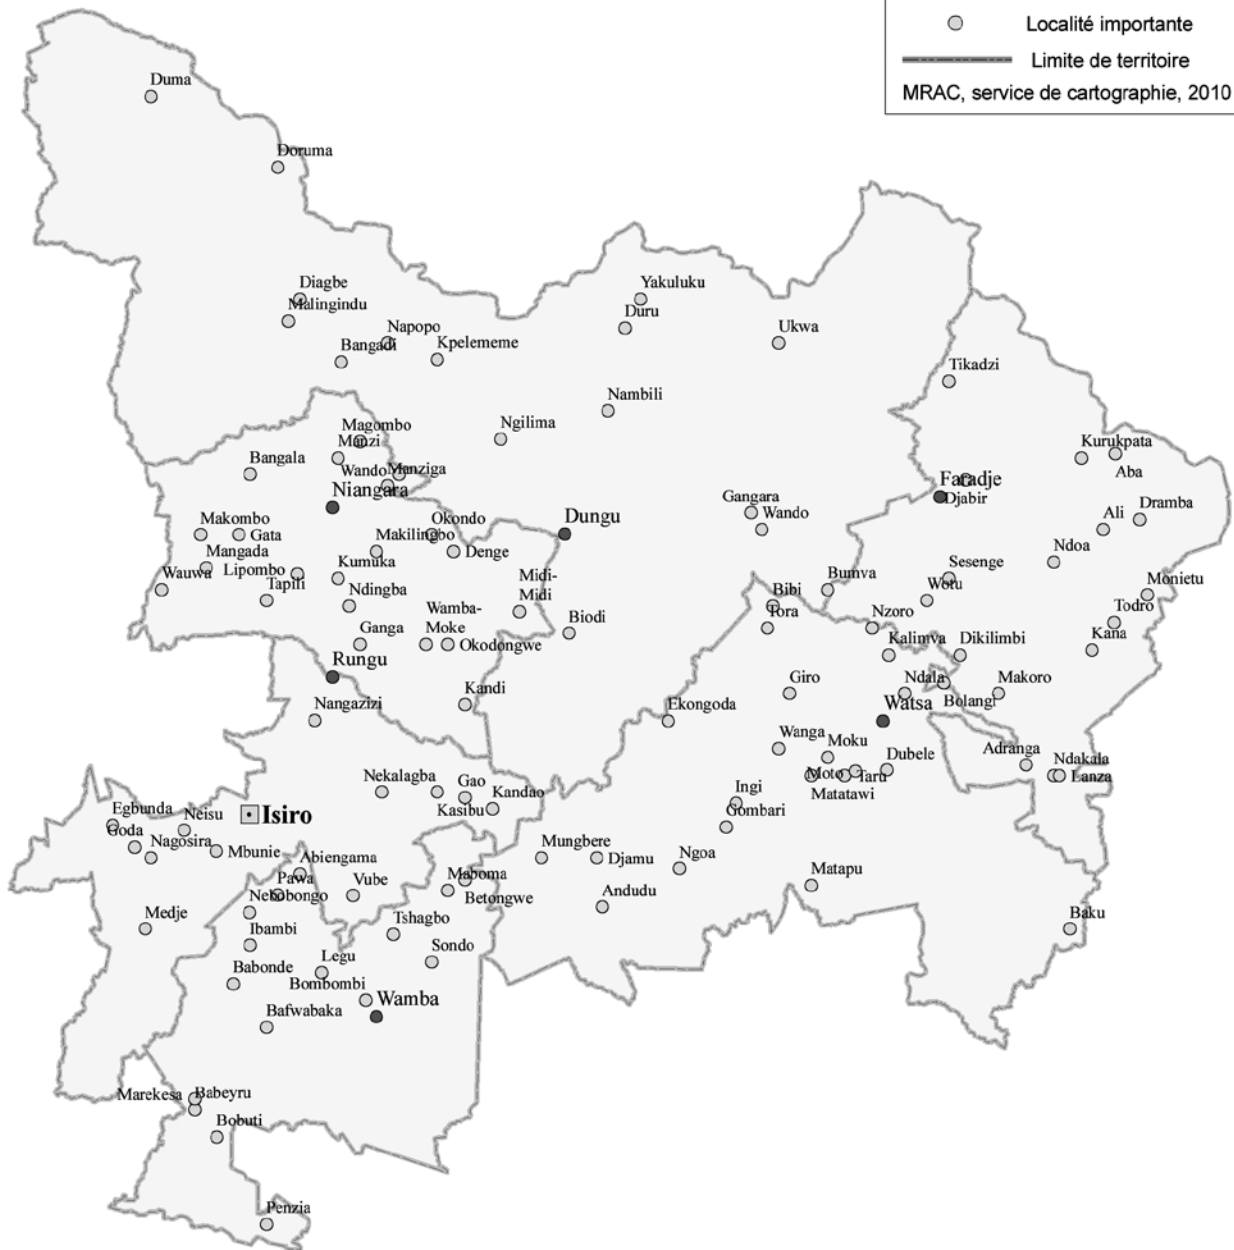 Localité importante
Limite de territoire
MRAC, service de cartographie, 2010
Duma
Doruma
Diagbe
Malingindu
Yakuluku
Duru
Napopo
Ukwa
Bangadi
Kpelememe
Tikadzi
Nambili
Magombo
Ngilima
Manzi
Kurukpata
Bangala
Wando
Manziga
Aba
Niangara
Faradje
Djabir
Gangara
Wando
Dramba
Ali
Makombo
Gata
Okondo
Dungu
Makilingbo
Denge
Ndoa
Mangada
Lipombo
Kumuka
Wauwa
Tapili
Midi-
Midi
Sesenge
Bumva
Wotu
Monietu
Ndingba
Wamba-
Moke
Bibi
Tora
Biodi
Nzoro
Todro
Ganga
Okodongwe
Kalimva
Dikilimbi
Kana
Rungu
Kandi
Giro
Ndala
Bolangi
Makoro
Nangazizi
Ekongoda
Watsa
Wanga
Moku
Dubele
Adranga
Ndakala
Moto
Taru
Lanza
Matatawi
Nekalagba
Gao
Kandao
Kasibu
Ingi
Gombari
Egbunda
Neisu
Isiro
Goda
Nagosira
Mbunie
Mungbere
Djamu
Ngoa
Abiengama
Pawa
Vube
Maboma
Betongwe
Matapu
Nebobongo
Andudu
Medje
Ibambi
Tshagbo
Baku
Sondo
Legu
Babonde
Bombombi
Wamba
Bafwabaka
Marekesa
Babeyru
Bobuti
Penzia